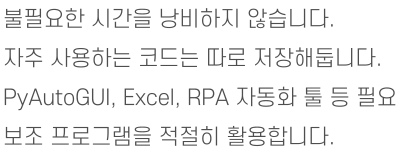 불필요한 시간을 낭비하지 않습니다.
자주 사용하는 코드는 따로 저장해둡니다.
PyAutoGUI, Excel, RPA 자동화 툴 등 필요
보조 프로그램을 적절히 활용합니다.